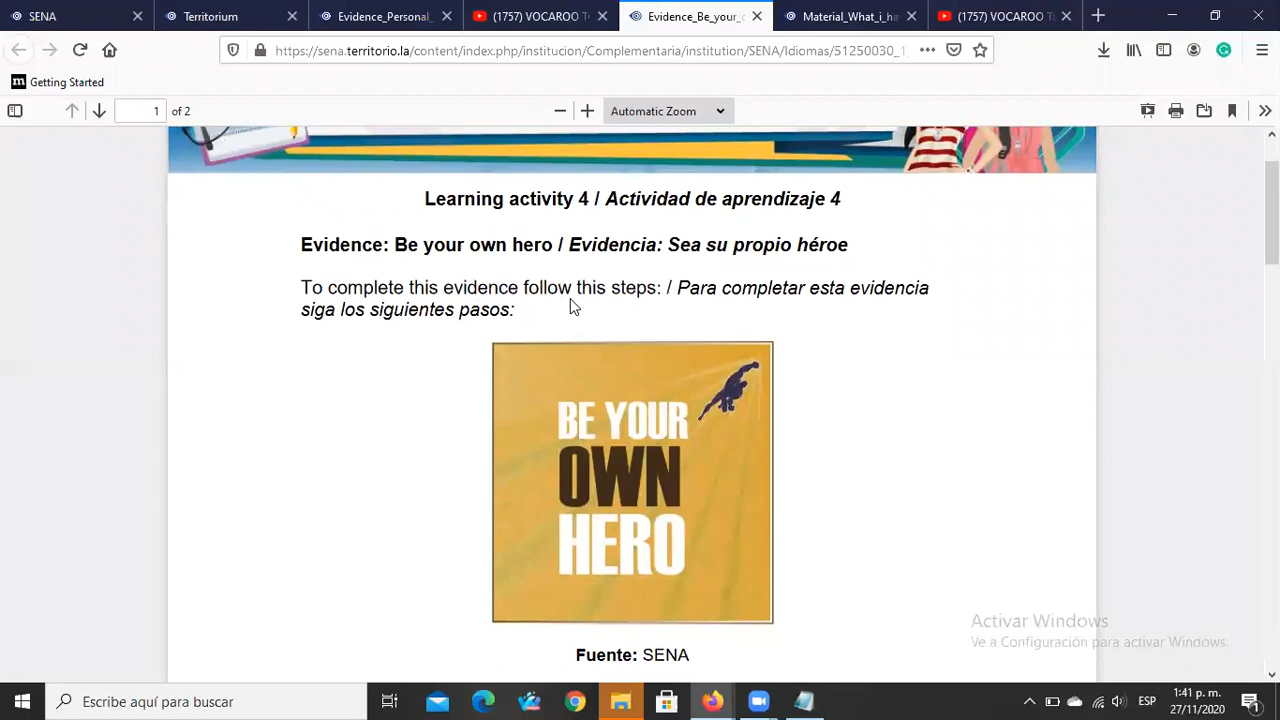 SENA
Territorium
Evidence_Personal_
(1757) VOCAROO T
Evidence_Be_your_
Material_What_i_ha
(1757) VOCAROO T
https://sena.territorio.la/content/index.php/institucion/Complementaria/institution/SENA/Idiomas/51250030_1
Getting Started
1 of 2
Automatic Zoom
Learning activity 4 / Actividad de aprendizaje 4
Evidence: Be your own hero / Evidencia: Sea su propio héroe
To complete this evidence follow this steps: / Para completar esta evidencia
siga los siguientes pasos:
BE YOUR
OWN
HERO
Fuente: SENA
Activar Windows
Ve a Configuración para activar Windows.
Escribe aquí para buscar
ESP
1:41 p. m.
27/11/2020